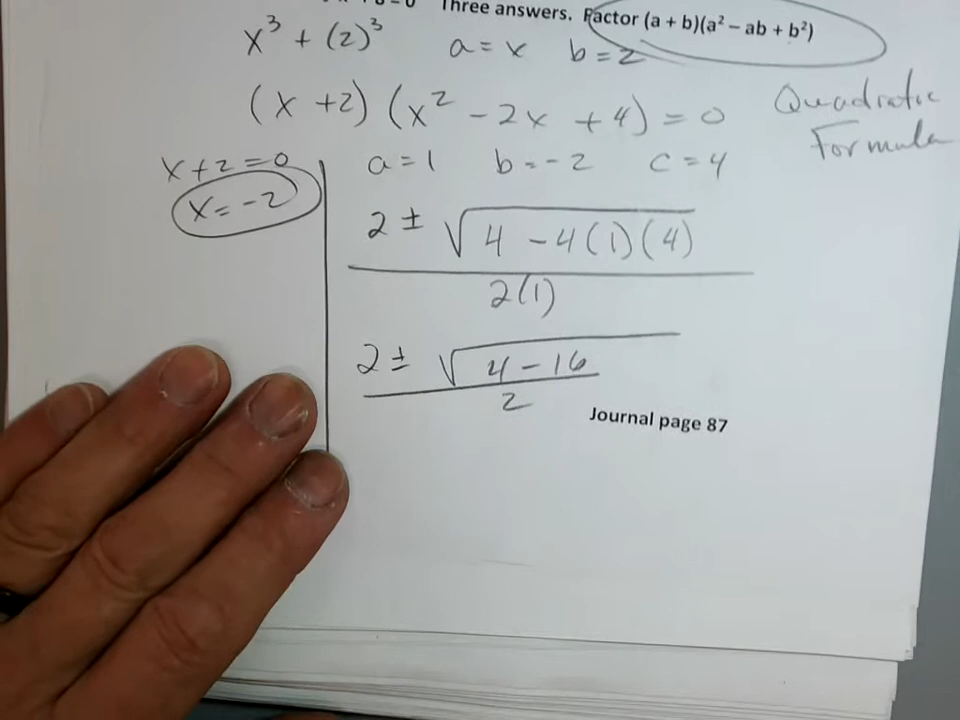 Three answers. Factor (a + b)(a² − ab + b²)
x³ + (2)³ a = x b = 2
(x + 2) (x² − 2x + 4) = 0 Quadratic Formula
x + 2 = 0 a = 1 b = −2 c = 4
x = −2
2 ± √4 − 4(1)(4)
2(1)
2 ± √4 − 16
2
Journal page 87